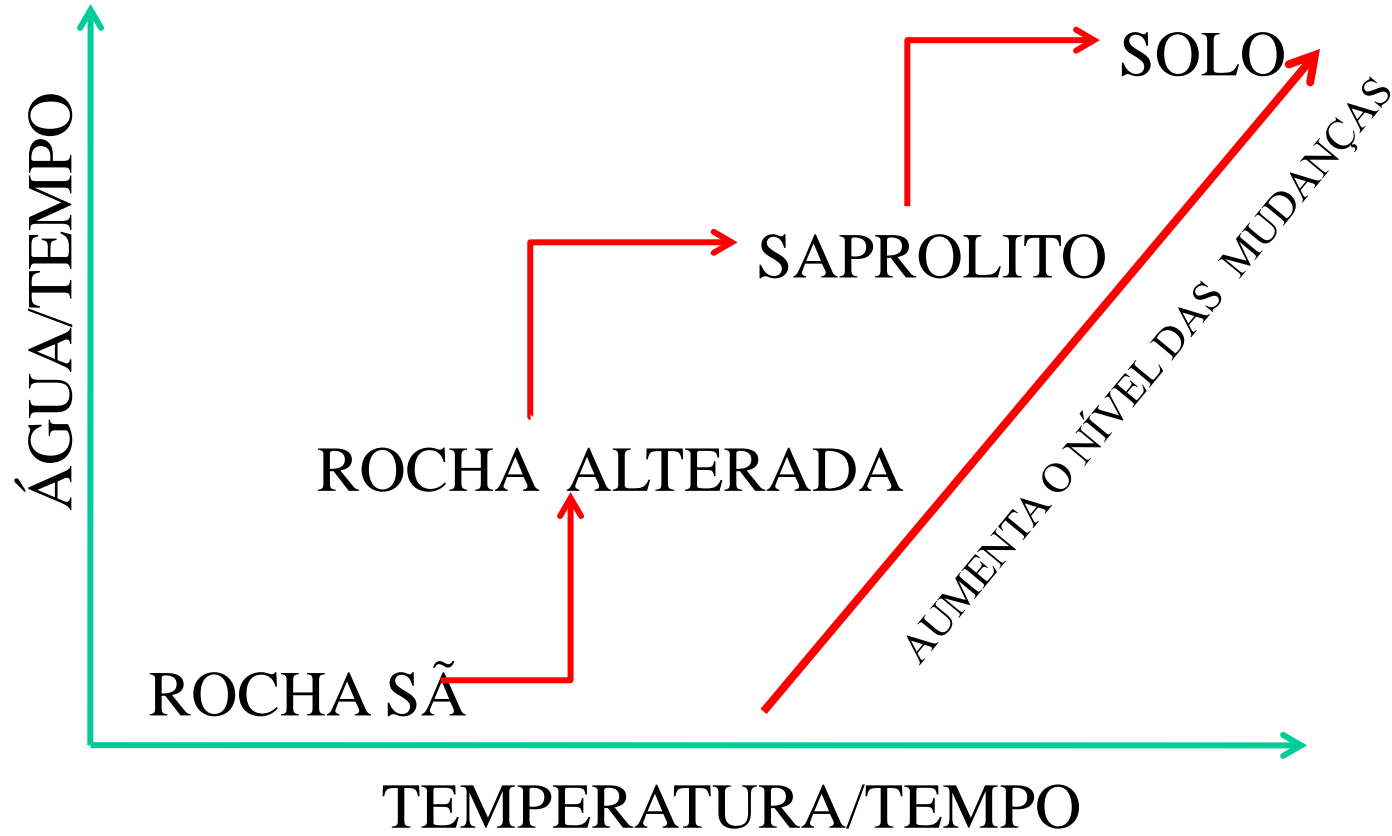 SOLO
ÁGUA/TEMPO
SAPROLITO
AUMENTA O NÍVEL DAS MUDANÇAS
ROCHA ALTERADA
ROCHA SÃ
TEMPERATURA/TEMPO